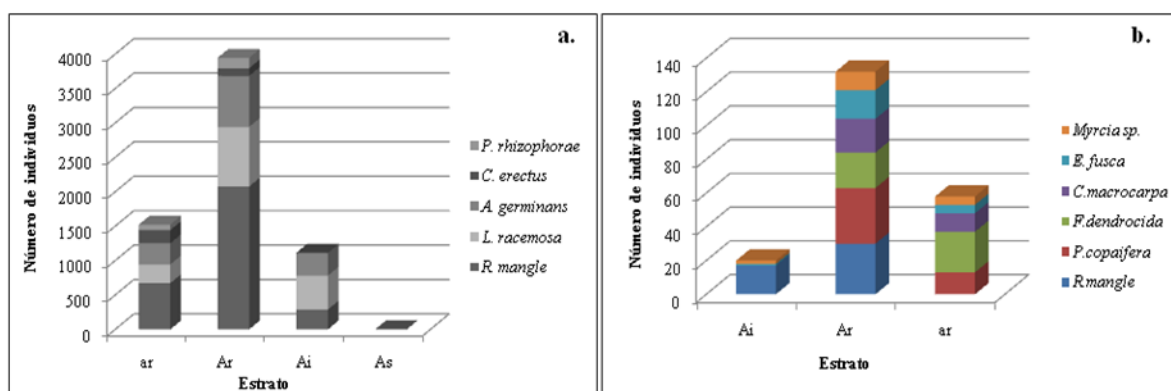 a.
Número de individuos
4000
3500
3000
2500
2000
1500
1000
500
0
ar Ar Ai As
Estrato
P. rhizophorae
C. erectus
A. germinans
L. racemosa
R mangle
b.
Número de individuos
140
120
100
80
60
40
20
0
Ai Ar ar
Estrato
Myrcia sp.
E. fusca
C.macrocarpa
F.dendrocida
P.copaifera
R.mangle